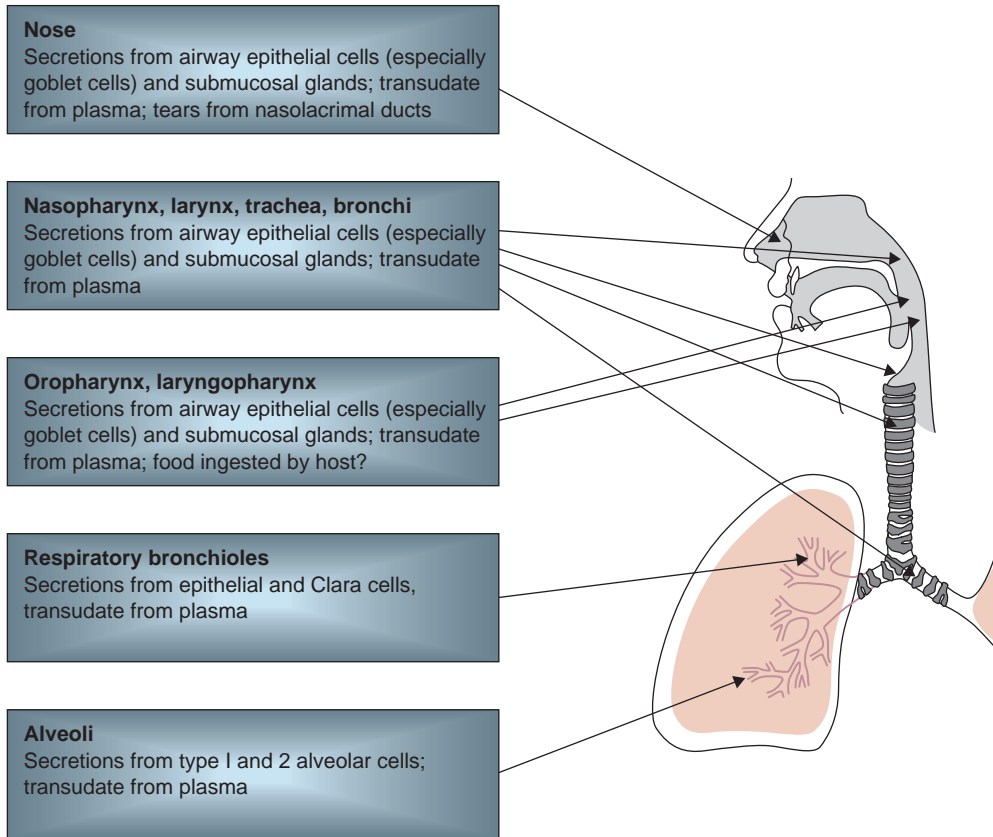 Nose
Secretions from airway epithelial cells (especially
goblet cells) and submucosal glands; transudate
from plasma; tears from nasolacrimal ducts
Nasopharynx, larynx, trachea, bronchi
Secretions from airway epithelial cells (especially
goblet cells) and submucosal glands; transudate
from plasma
Oropharynx, laryngopharynx
Secretions from airway epithelial cells (especially
goblet cells) and submucosal glands; transudate
from plasma; food ingested by host?
Respiratory bronchioles
Secretions from epithelial and Clara cells,
transudate from plasma
Alveoli
Secretions from type I and 2 alveolar cells;
transudate from plasma